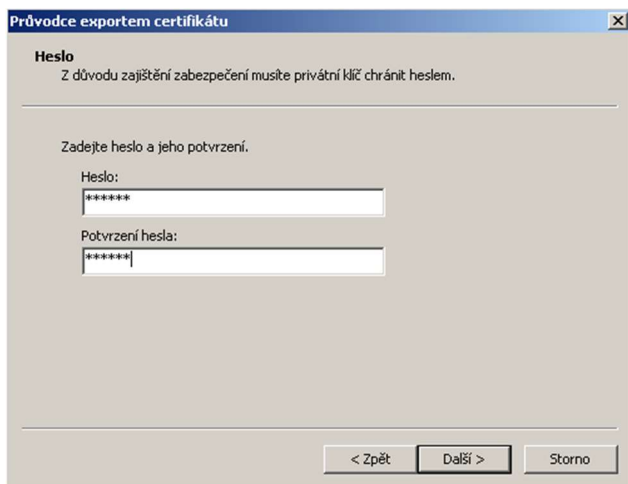 Průvodce exportem certifikátu
Heslo
Z důvodu zajištění zabezpečení musíte privátní klíč chránit heslem.
Zadejte heslo a jeho potvrzení.
Heslo:
******
Potvrzení hesla:
******
< Zpět Další > Storno